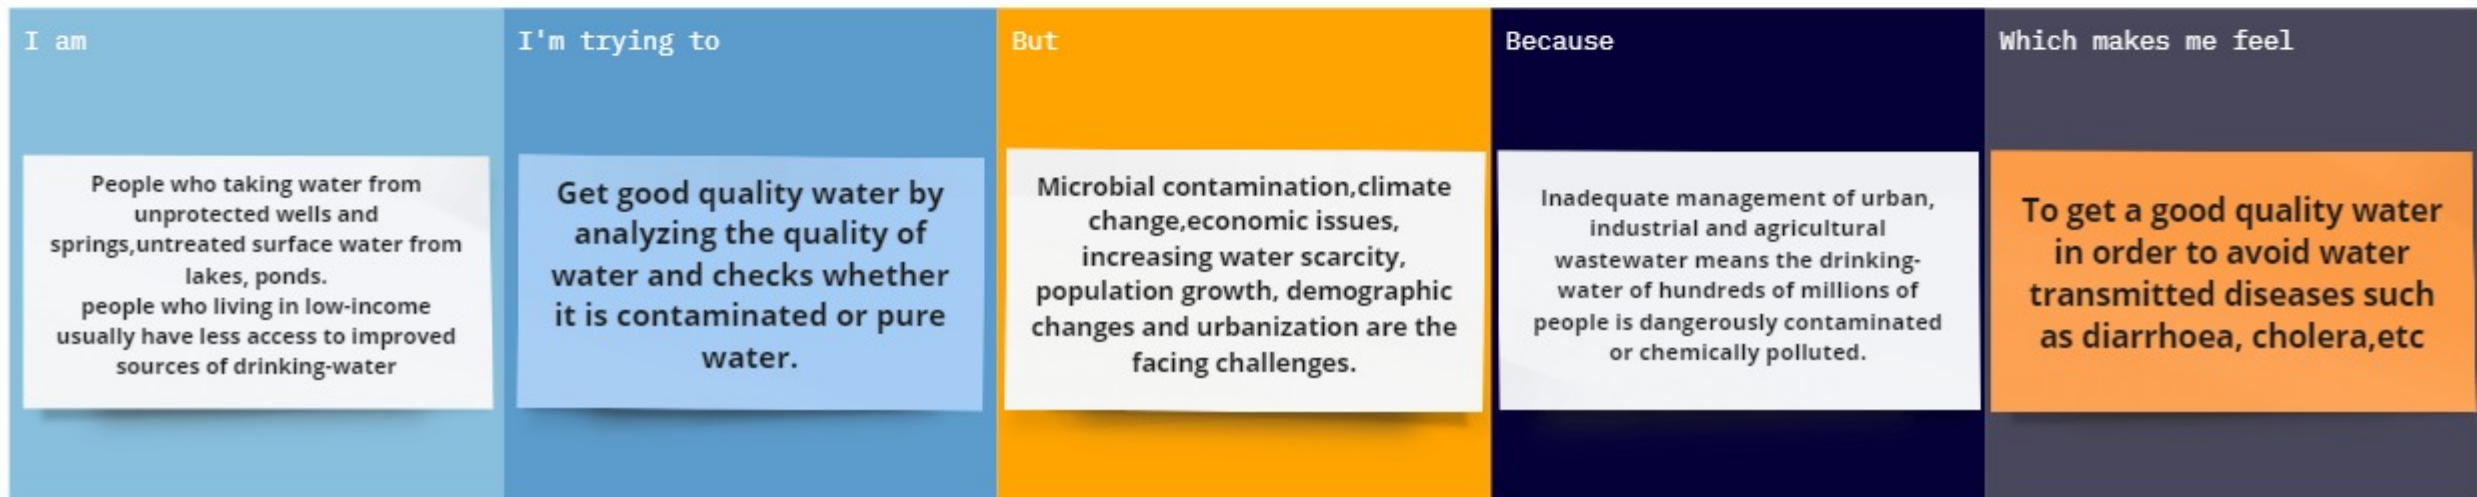 I am
People who taking water from
unprotected wells and
springs,untreated surface water from
lakes, ponds.
people who living in low-income
usually have less access to improved
sources of drinking-water
I'm trying to
Get good quality water by
analyzing the quality of
water and checks whether
it is contaminated or pure
water.
But
Microbial contamination,climate
change,economic issues,
increasing water scarcity,
population growth, demographic
changes and urbanization are the
facing challenges.
Because
Inadequate management of urban,
industrial and agricultural
wastewater means the drinking-
water of hundreds of millions of
people is dangerously contaminated
or chemically polluted.
Which makes me feel
To get a good quality water
in order to avoid water
transmitted diseases such
as diarrhoea, cholera,etc